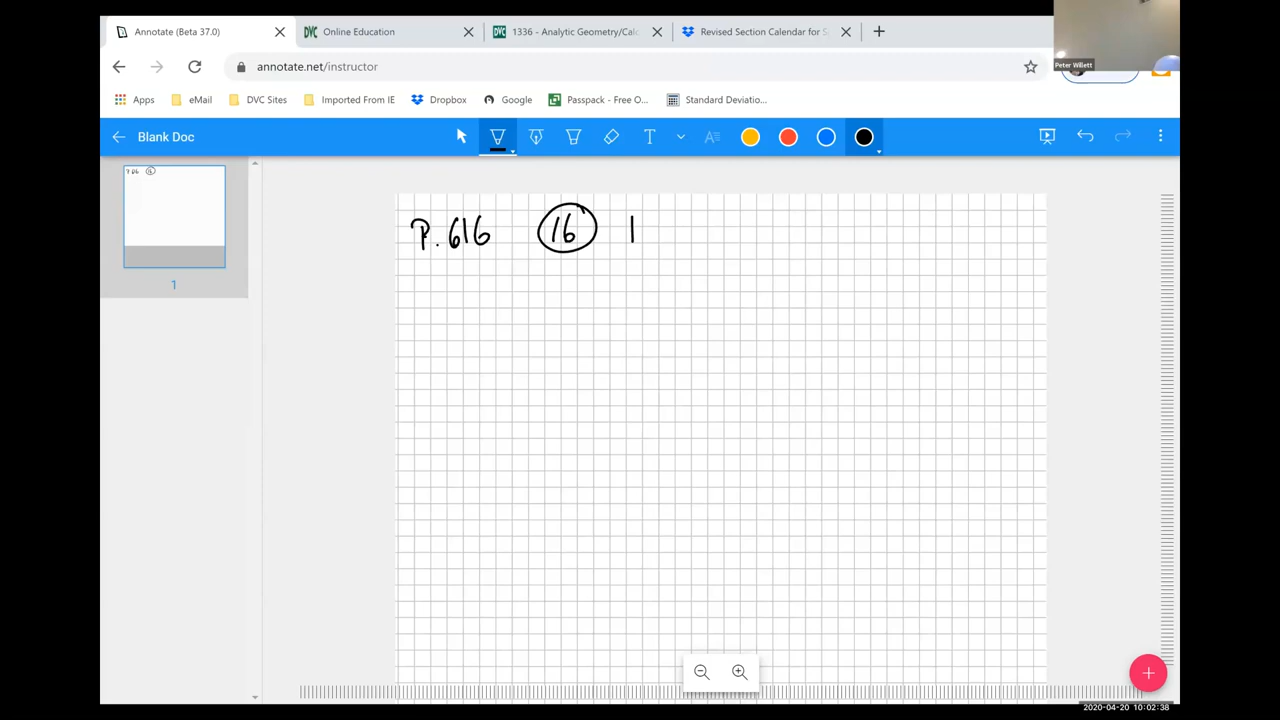 Annotate (Beta 37.0)
Online Education
1336 - Analytic Geometry/Calc
Revised Section Calendar for S
annotate.net/instructor
Peter Willett
Apps
eMail
DVC Sites
Imported From IE
Dropbox
Google
Passpack - Free O...
Standard Deviatio...
Blank Doc
P. 616 16 1
1
2020-04-20 10:02:38